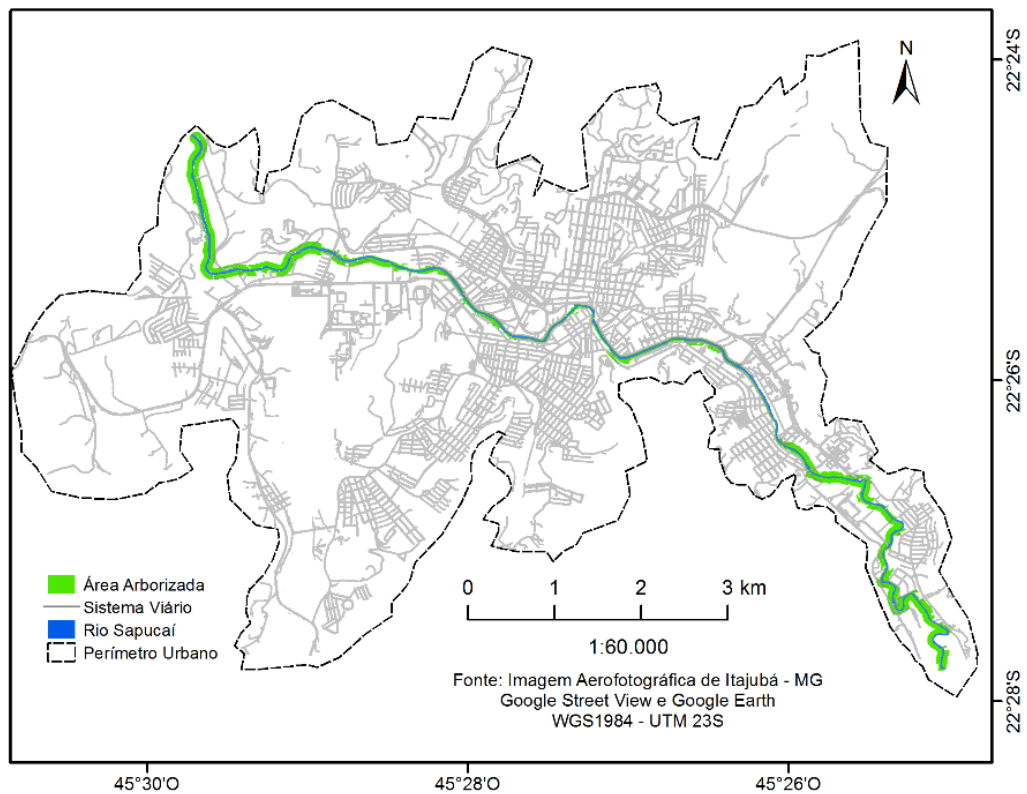 N
22°24'S
22°26'S
22°28'S
Área Arborizada
Sistema Viário
Rio Sapucaí
Perímetro Urbano
0 1 2 3 km
1:60.000
Fonte: Imagem Aerofotográfica de Itajubá - MG
Google Street View e Google Earth
WGS1984 - UTM 23S
45°30'O 45°28'O 45°26'O